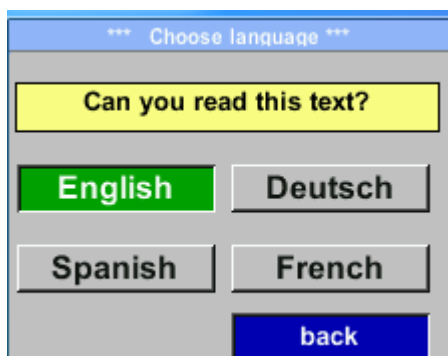 *** Choose language ***
Can you read this text?
English Deutsch
Spanish French
back